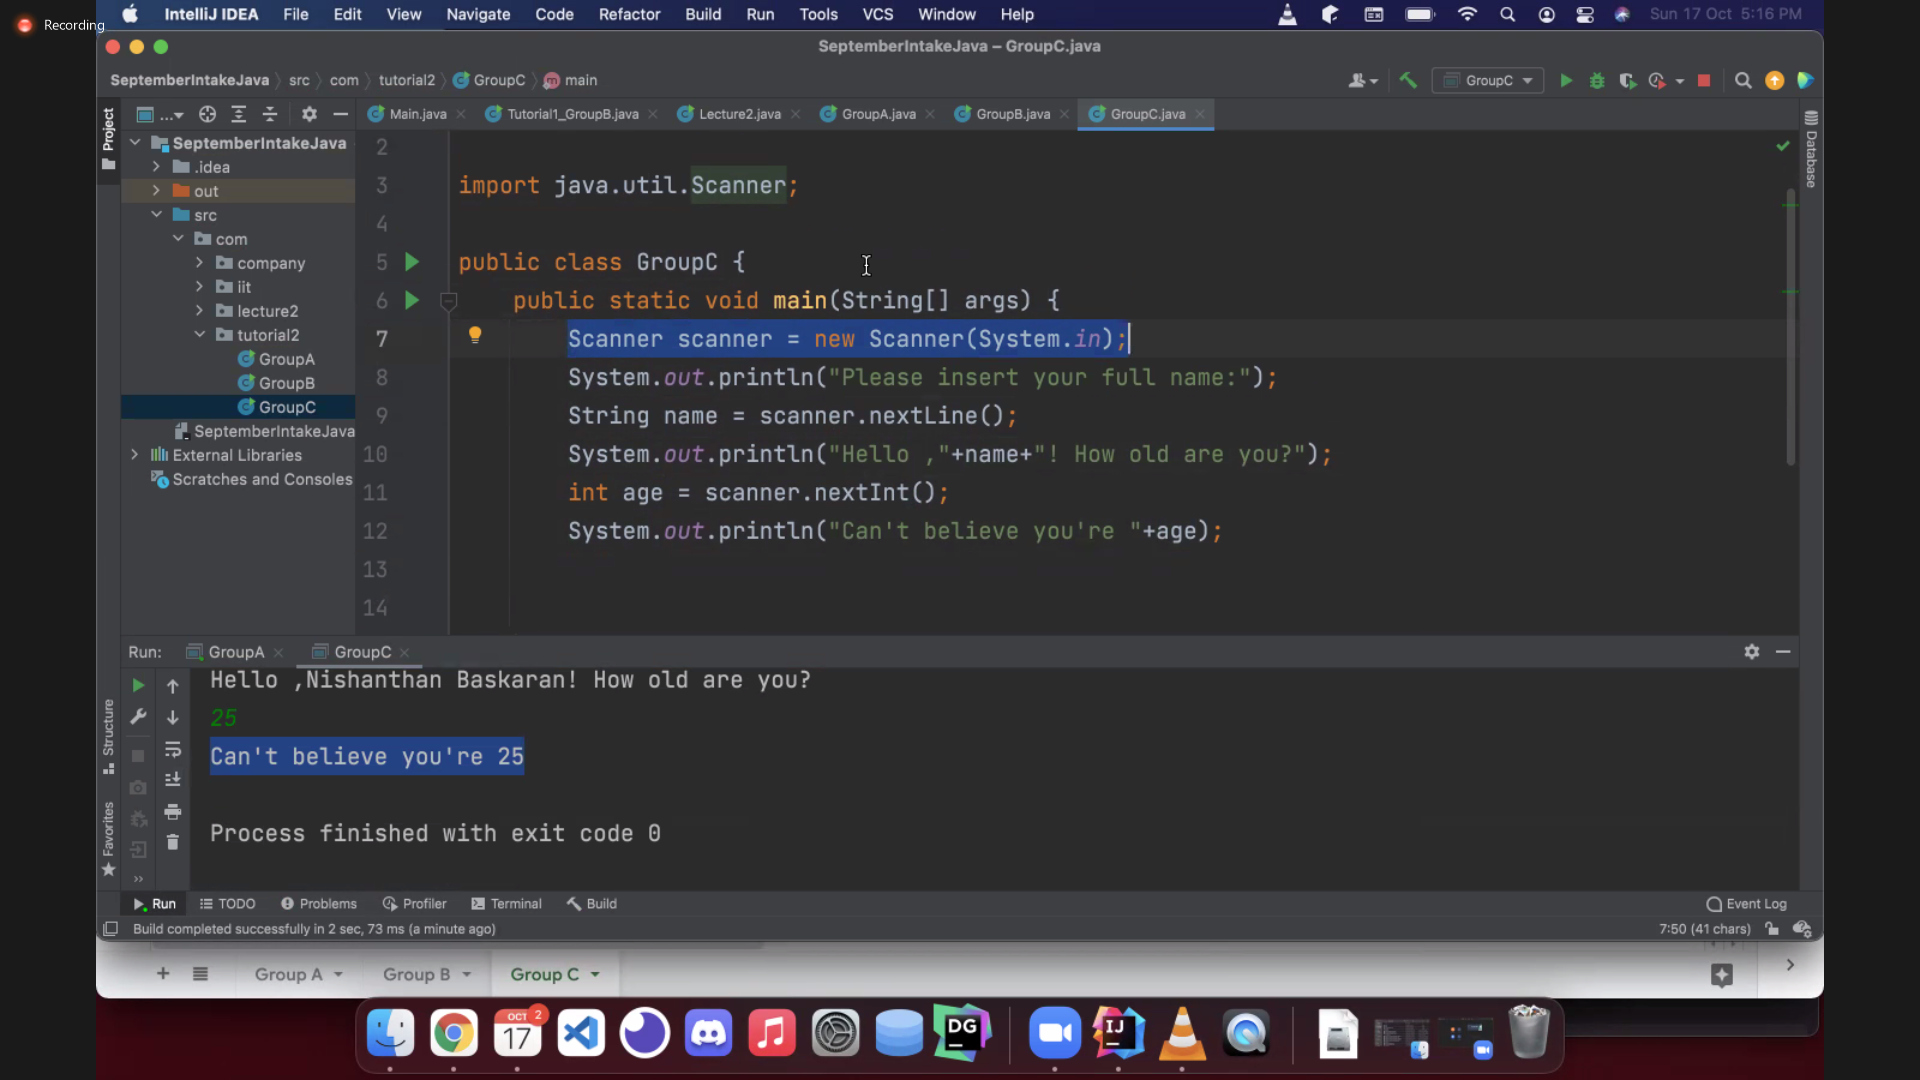 Recording
IntelliJ IDEA File Edit View Navigate Code Refactor Build Run Tools VCS Window Help Sun 17 Oct 5:16 PM
SeptemberIntakeJava – GroupC.java
SeptemberIntakeJava src com tutorial2 GroupC main GroupC
Project ... Main.java Tutorial1_GroupB.java Lecture2.java GroupA.java GroupB.java GroupC.java
Database
SeptemberIntakeJava
.idea
out
src
com
company
iit
lecture2
tutorial2
GroupA
GroupB
GroupC
SeptemberIntakeJava
External Libraries
Scratches and Consoles
2
3 import java.util.Scanner;
4
5 public class GroupC {
6 public static void main(String[] args) {
7 Scanner scanner = new Scanner(System.in);
8 System.out.println("Please insert your full name:");
9 String name = scanner.nextLine();
10 System.out.println("Hello ,"+name+"! How old are you?");
11 int age = scanner.nextInt();
12 System.out.println("Can't believe you're "+age);
13
14
Run: GroupA GroupC
Hello ,Nishanthan Baskaran! How old are you?
25
Can't believe you're 25
Process finished with exit code 0
Structure
Favorites
Run TODO Problems Profiler Terminal Build Event Log
Build completed successfully in 2 sec, 73 ms (a minute ago) 7:50 (41 chars)
+ Group A Group B Group C
OCT 2
17
DG
IJ